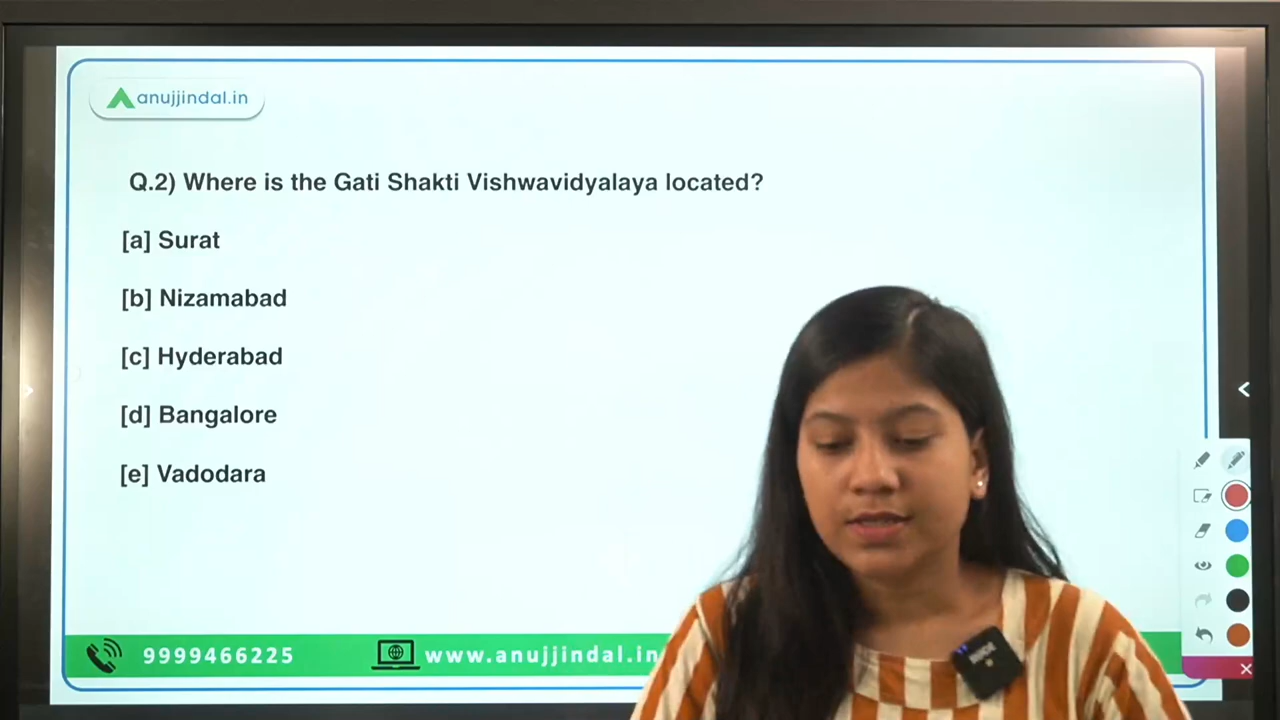 anujjindal.in
Q.2) Where is the Gati Shakti Vishwavidyalaya located?
[a] Surat
[b] Nizamabad
[c] Hyderabad
[d] Bangalore
[e] Vadodara
9999466225
www.anujjindal.in